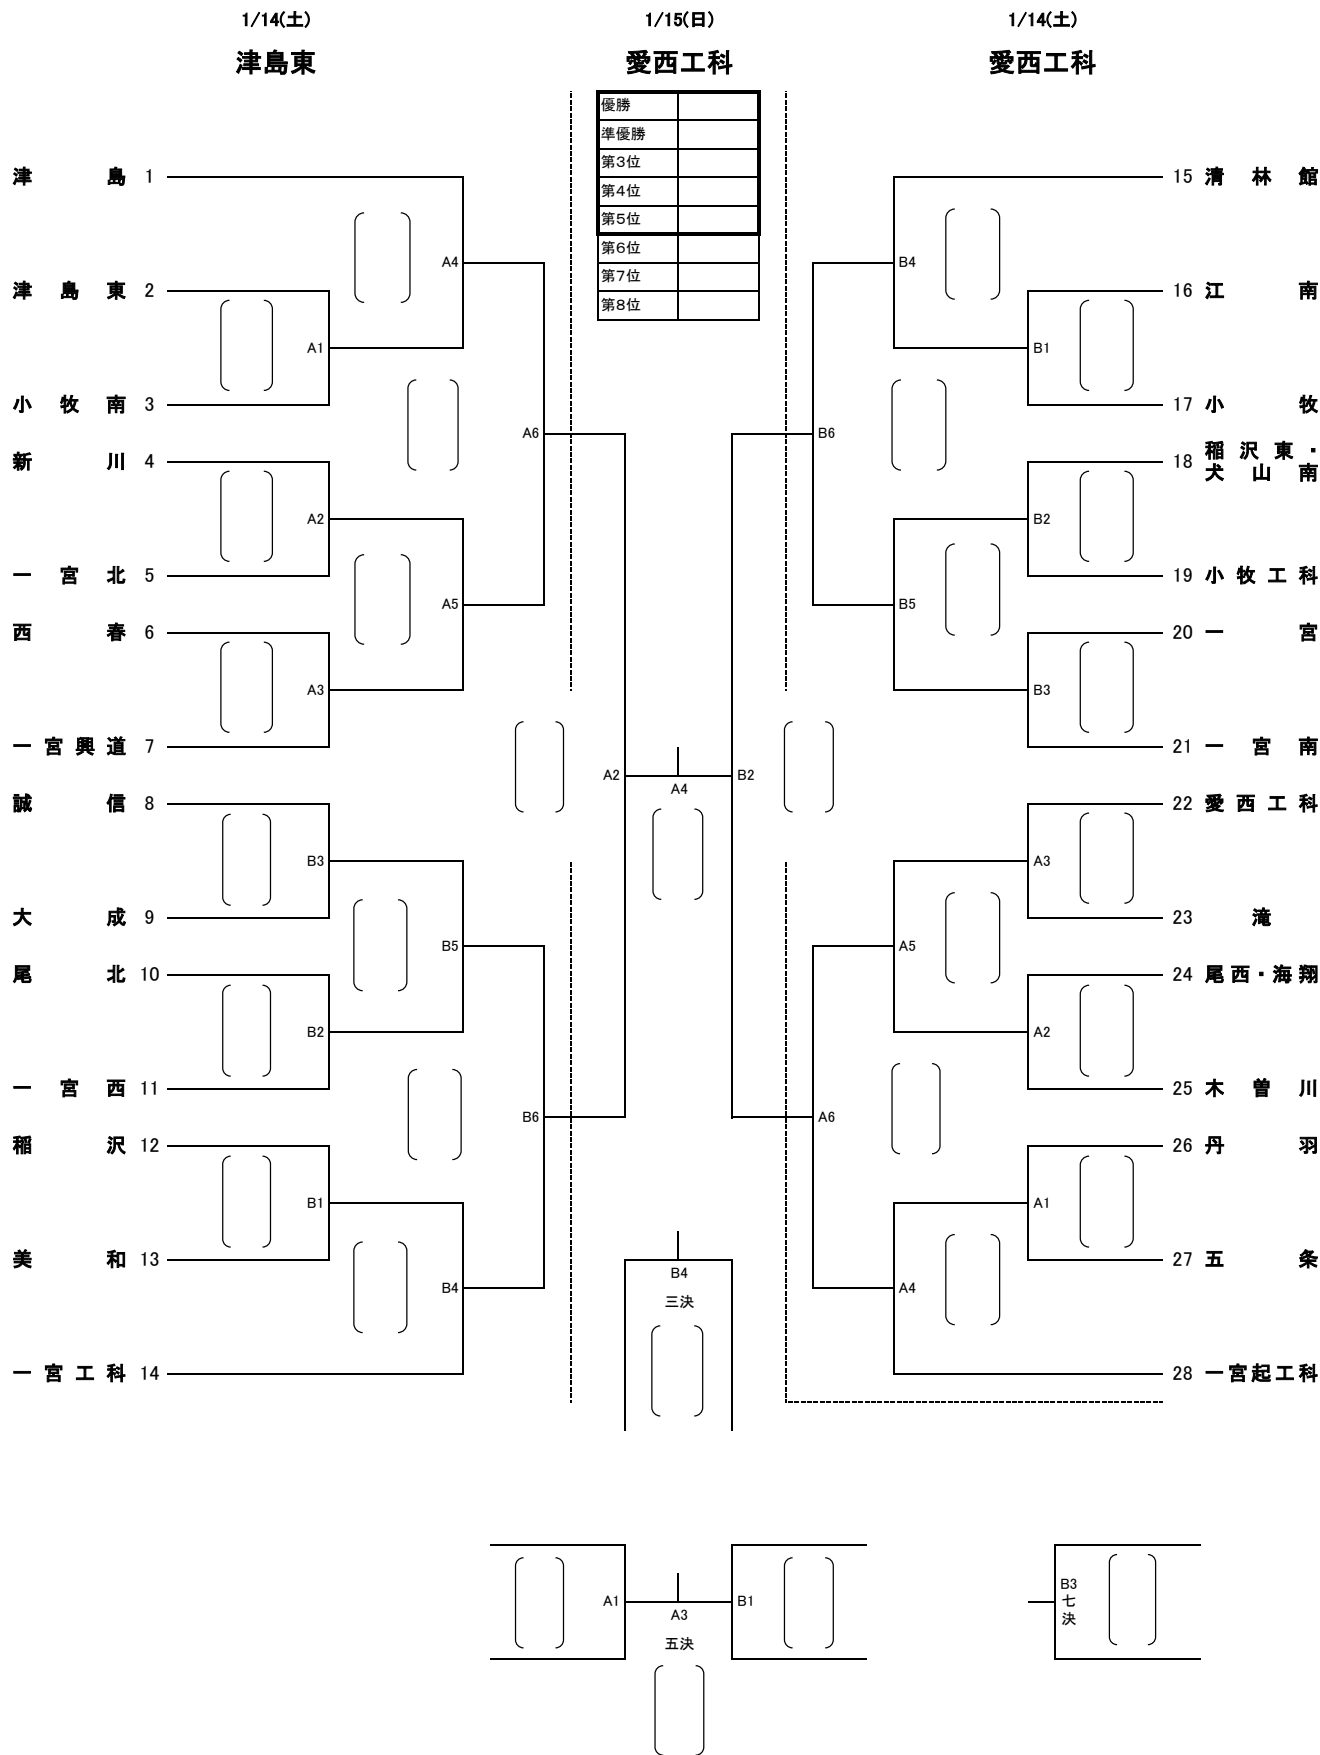 1/14(土)
1/15(日)
1/14(土)
津島東
愛西工科
愛西工科
優勝
準優勝
第3位
第4位
第5位
第6位
第7位
第8位
津島 1
A4
津島東 2
A1
小牧南 3
A6
新川 4
A2
一宮北 5
A5
西春 6
A3
一宮興道 7
誠信 8
B3
大成 9
B5
尾北 10
B2
一宮西 11
B6
稲沢 12
B1
美和 13
B4
一宮工科 14
A2
A4
B2
B4
三決
15 清林館
B4
16 江南
B1
17 小牧
B6
18 稲沢東・
犬山南
B2
19 小牧工科
B5
20 一宮
B3
21 一宮南
22 愛西工科
A3
23 滝
A5
24 尾西・海翔
A2
25 木曽川
A6
26 丹羽
A1
27 五条
A4
28 一宮起工科
A1
A3
五決
B1
B3
七
決